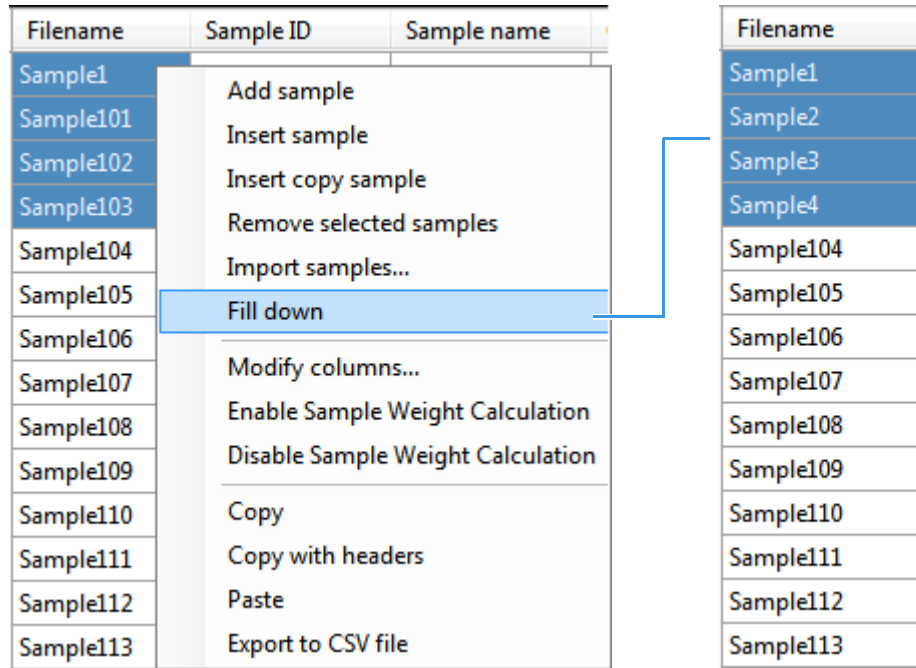 Filename Sample ID Sample name
Sample1
Sample101
Sample102
Sample103
Sample104
Sample105
Sample106
Sample107
Sample108
Sample109
Sample110
Sample111
Sample112
Sample113
Add sample
Insert sample
Insert copy sample
Remove selected samples
Import samples...
Fill down
Modify columns...
Enable Sample Weight Calculation
Disable Sample Weight Calculation
Copy
Copy with headers
Paste
Export to CSV file
Filename
Sample1
Sample2
Sample3
Sample4
Sample104
Sample105
Sample106
Sample107
Sample108
Sample109
Sample110
Sample111
Sample112
Sample113